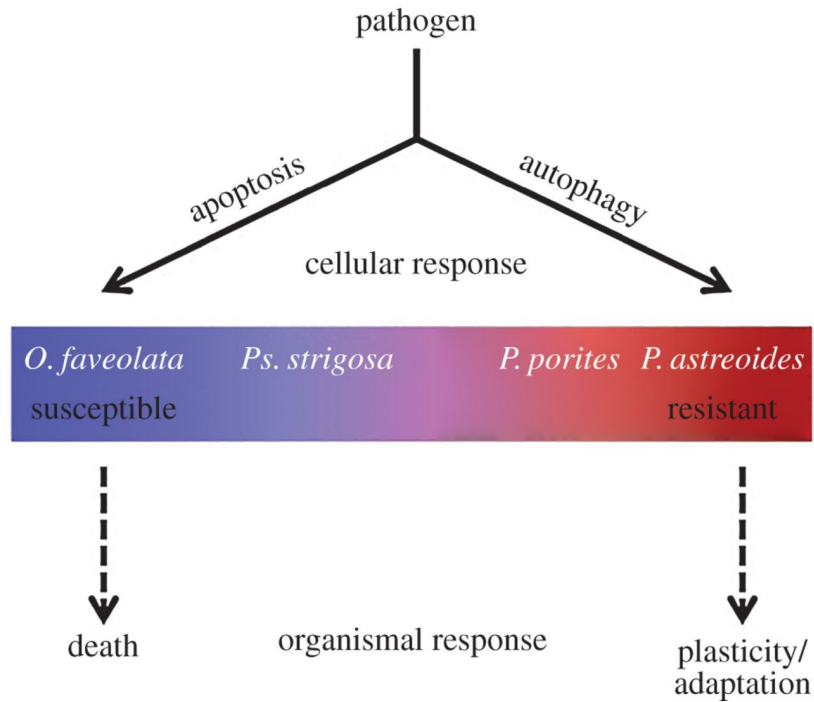 pathogen
apoptosis
autophagy
cellular response
O. faveolata Ps. strigosa P. porites P. astreoides
susceptible resistant
death organismal response plasticity/
adaptation